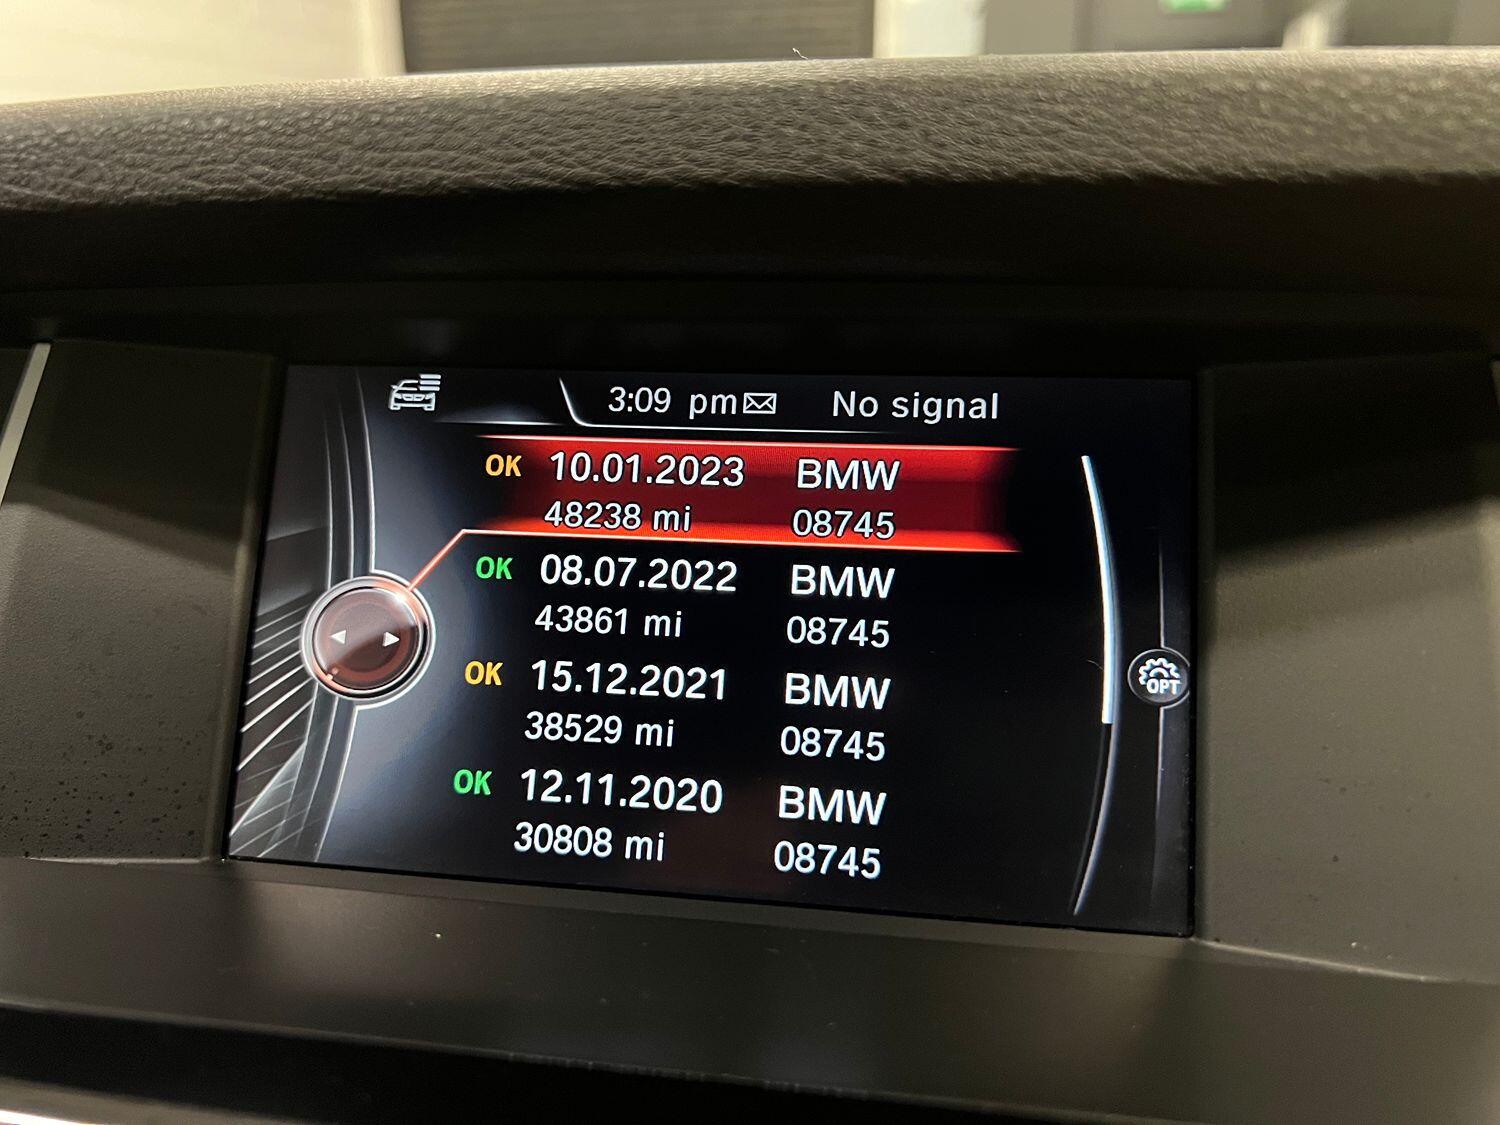 3:09 pm No signal
OK 10.01.2023 BMW
48238 mi 08745
OK 08.07.2022 BMW
43861 mi 08745
OK 15.12.2021 BMW
38529 mi 08745
OK 12.11.2020 BMW
30808 mi 08745
OPT